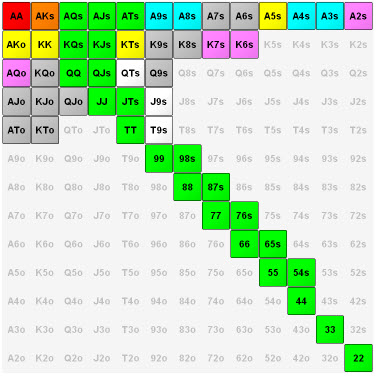 AA AKs AQs AJs ATs A9s A8s A7s A6s A5s A4s A3s A2s
AKo KK KQs KJs KTs K9s K8s K7s K6s K5s K4s K3s K2s
AQo KQo QQ QJs QTs Q9s Q8s Q7s Q6s Q5s Q4s Q3s Q2s
AJo KJo QJo JJ JTs J9s J8s J7s J6s J5s J4s J3s J2s
ATo KTo QTo JTo TT T9s T8s T7s T6s T5s T4s T3s T2s
A9o K9o Q9o J9o T9o 99 98s 97s 96s 95s 94s 93s 92s
A8o K8o Q8o J8o T8o 98o 88 87s 86s 85s 84s 83s 82s
A7o K7o Q7o J7o T7o 97o 87o 77 76s 75s 74s 73s 72s
A6o K6o Q6o J6o T6o 96o 86o 76o 66 65s 64s 63s 62s
A5o K5o Q5o J5o T5o 95o 85o 75o 65o 55 54s 53s 52s
A4o K4o Q4o J4o T4o 94o 84o 74o 64o 54o 44 43s 42s
A3o K3o Q3o J3o T3o 93o 83o 73o 63o 53o 43o 33 32s
A2o K2o Q2o J2o T2o 92o 82o 72o 62o 52o 42o 32o 22